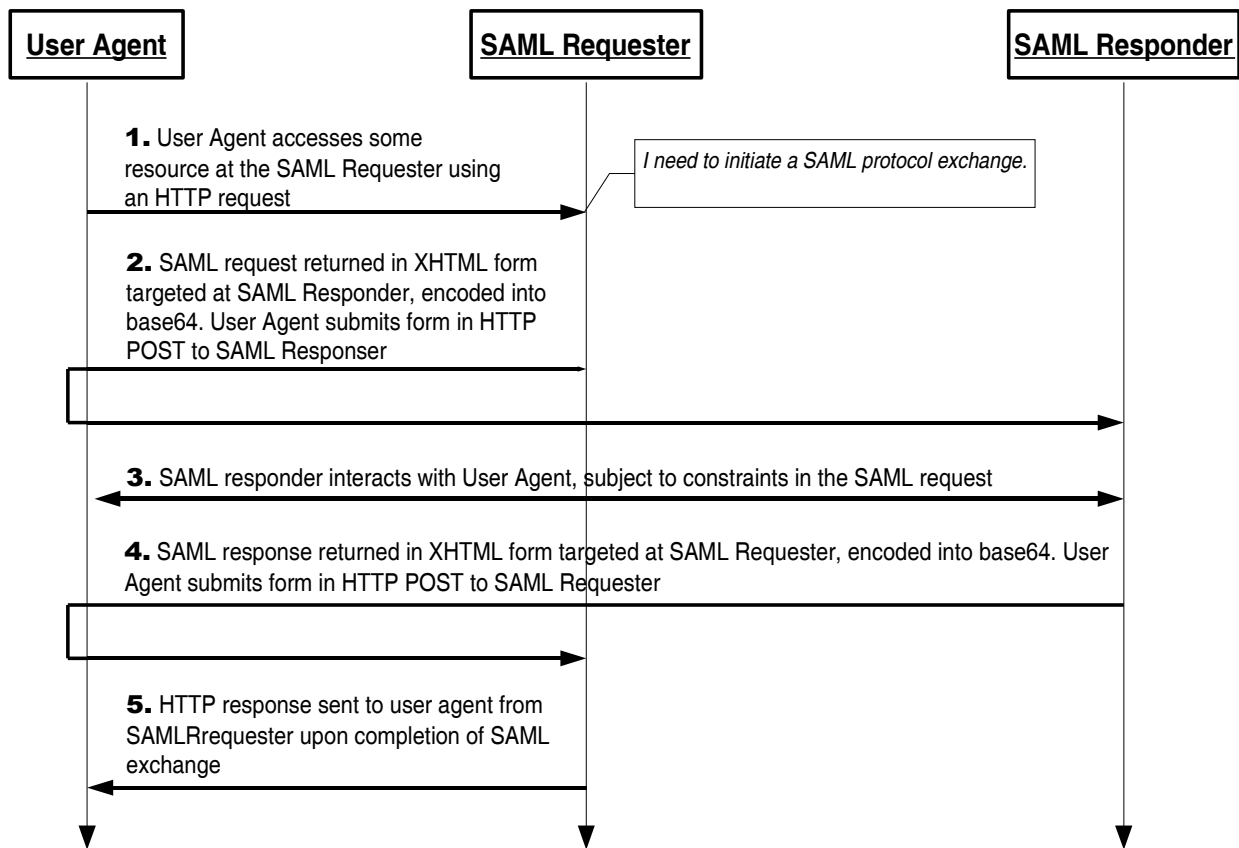 User Agent
SAML Requester
SAML Responder
1. User Agent accesses some
resource at the SAML Requester using
an HTTP request
I need to initiate a SAML protocol exchange.
2. SAML request returned in XHTML form
targeted at SAML Responder, encoded into
base64. User Agent submits form in HTTP
POST to SAML Responser
3. SAML responder interacts with User Agent, subject to constraints in the SAML request
4. SAML response returned in XHTML form targeted at SAML Requester, encoded into base64. User
Agent submits form in HTTP POST to SAML Requester
5. HTTP response sent to user agent from
SAMLRrequester upon completion of SAML
exchange